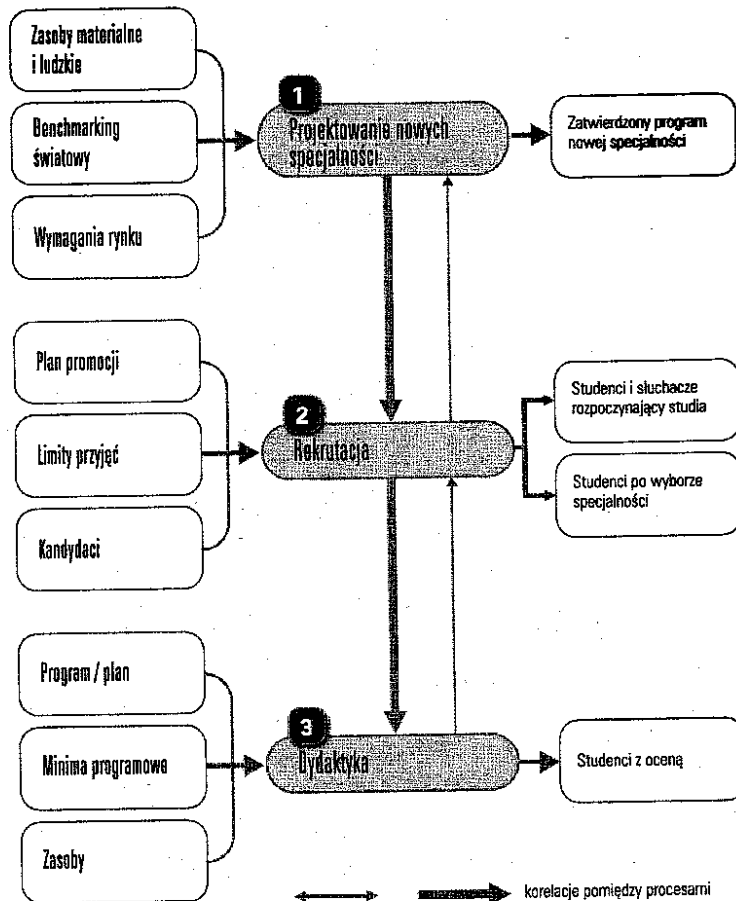 Zasoby materialne
i ludzkie
Benchmarking
światowy
Wymagania rynku
1
Projektowanie nowych
specjalności
Zatwierdzony program
nowej specjalności
Plan promocji
Limity przyjęć
Kandydaci
2
Rekrutacja
Studenci i słuchacze
rozpoczynający studia
Studenci po wyborze
specjalności
Program / plan
Minima programowe
Zasoby
3
Dydaktyka
Studenci z oceną
korelacje pomiędzy procesami